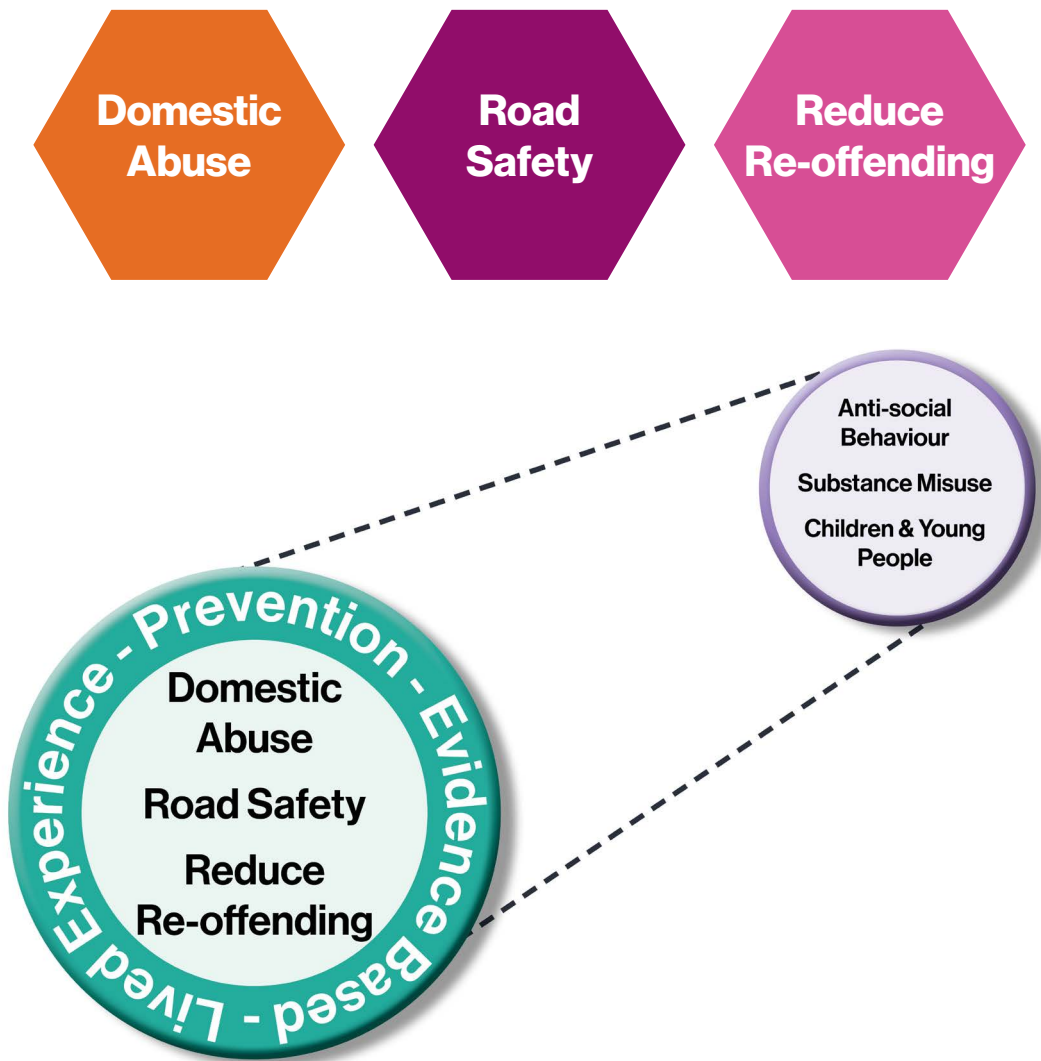 Domestic
Abuse
Road
Safety
Reduce
Re-offending
Anti-social
Behaviour
Substance Misuse
Children & Young
People
Lived Experience - Prevention - Evidence Based -
Domestic
Abuse
Road Safety
Reduce
Re-offending